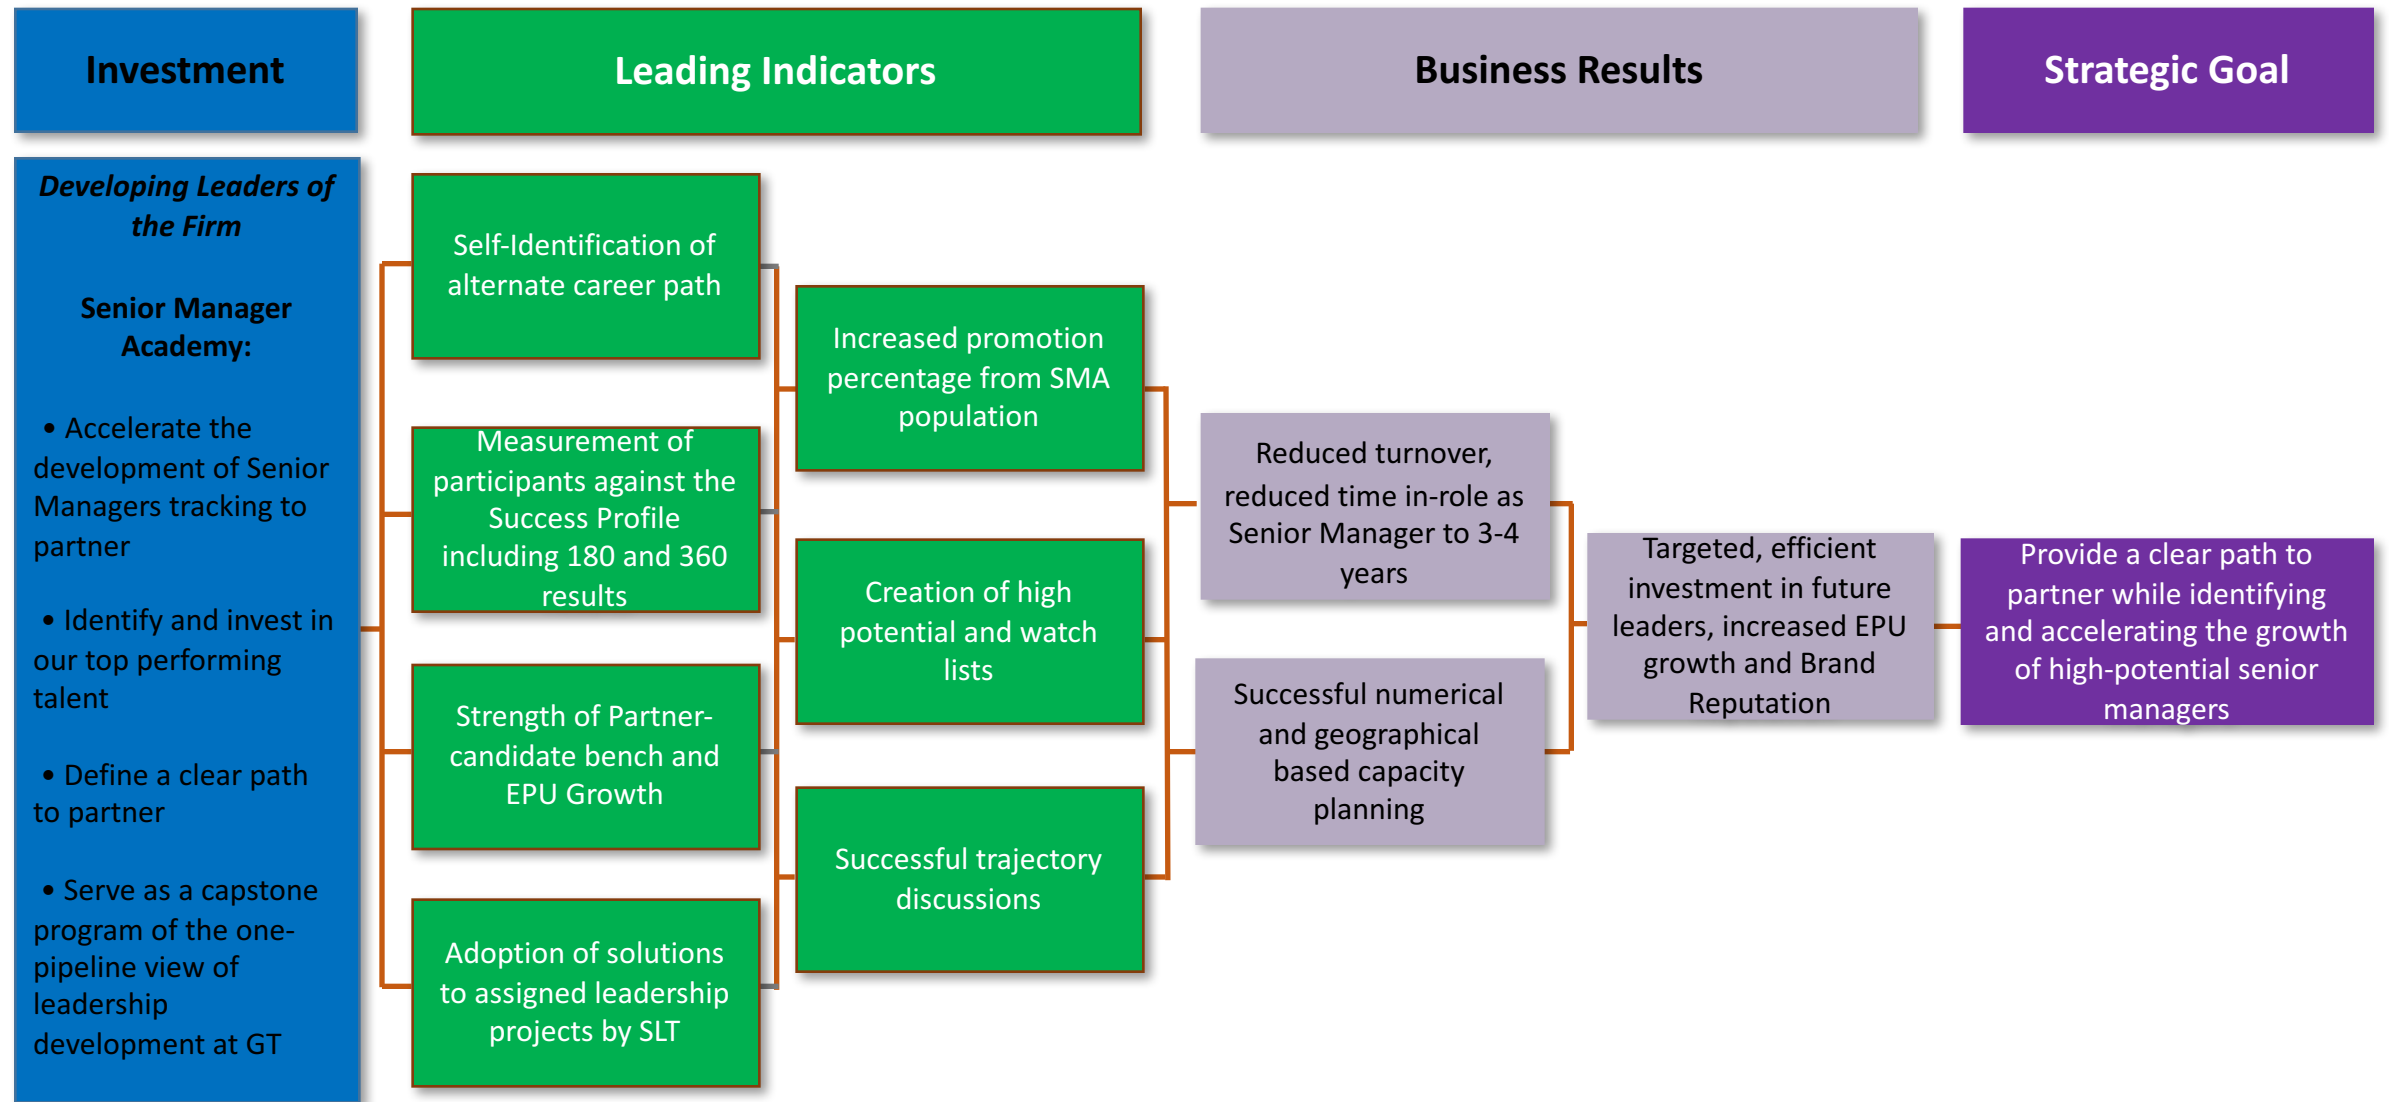 Investment
Leading Indicators
Business Results
Strategic Goal
Developing Leaders of
the Firm
Senior Manager
Academy:
• Accelerate the
development of Senior
Managers tracking to
partner
• Identify and invest in
our top performing
talent
• Define a clear path
to partner
• Serve as a capstone
program of the one-
pipeline view of
leadership
development at GT
Self-Identification of
alternate career path
Measurement of
participants against the
Success Profile
including 180 and 360
results
Strength of Partner-
candidate bench and
EPU Growth
Adoption of solutions
to assigned leadership
projects by SLT
Increased promotion
percentage from SMA
population
Creation of high
potential and watch
lists
Successful trajectory
discussions
Reduced turnover,
reduced time in-role as
Senior Manager to 3-4
years
Successful numerical
and geographical
based capacity
planning
Targeted, efficient
investment in future
leaders, increased EPU
growth and Brand
Reputation
Provide a clear path to
partner while identifying
and accelerating the growth
of high-potential senior
managers